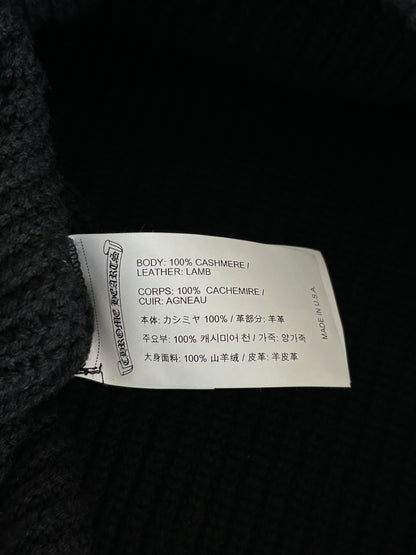 CHROME HEARTS
BODY: 100% CASHMERE /
LEATHER: LAMB
CORPS: 100% CACHEMIRE /
CUIR: AGNEAU
本体: カシミヤ 100% / 革部分: 羊革
주요부: 100% 캐시미어 천 / 가죽: 양가죽
大身面料: 100% 山羊绒 / 皮革: 羊皮革
MADE IN U.S.A.